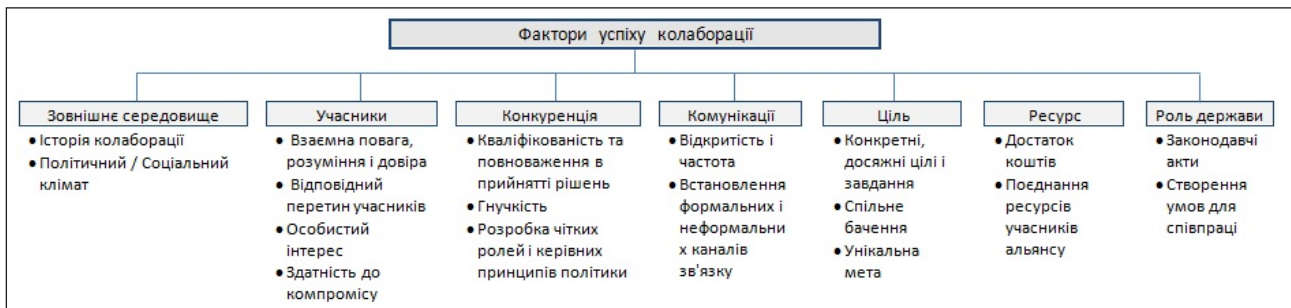 Фактори успіху колаборації
Зовнішнє середовище
• Історія колаборації
• Політичний / Соціальний
клімат
Учасники
• Взаємна повага,
розуміння і довіра
• Відповідний
перетин учасників
• Особистий
інтерес
• Здатність до
компромісу
Конкуренція
• Кваліфікованість та
повноваження в
прийнятті рішень
• Гнучкість
• Розробка чітких
ролей і керівних
принципів політики
Комунікації
• Відкритість і
частота
• Встановлення
формальних і
неформальни
х каналів
зв'язку
Ціль
• Конкретні,
досяжні цілі і
завдання
• Спільне
бачення
• Унікальна
мета
Ресурс
• Достаток
коштів
• Поєднання
ресурсів
учасників
альянсу
Роль держави
• Законодавчі
акти
• Створення
умов для
співпраці